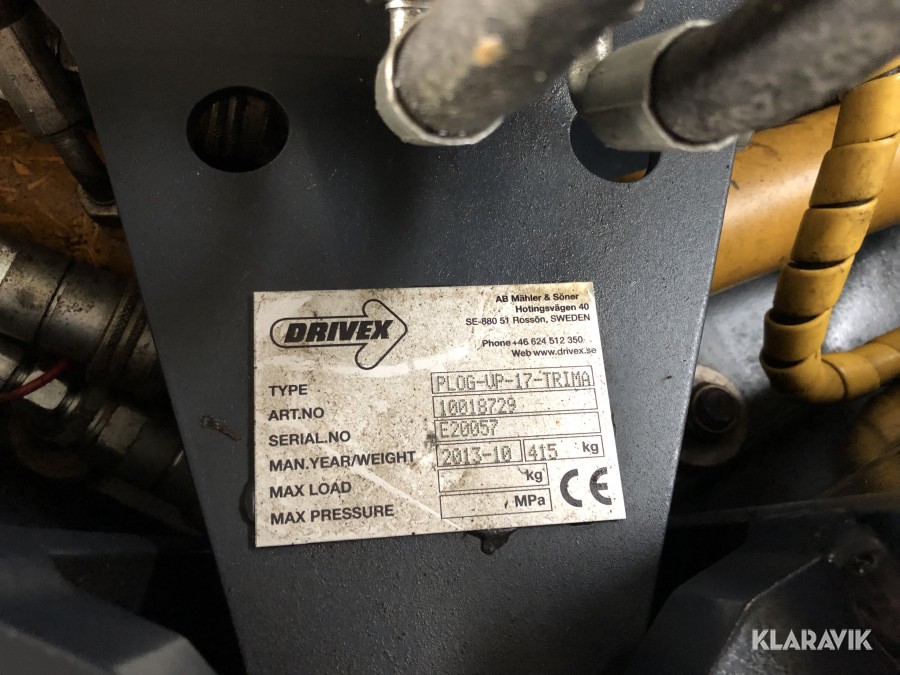 DRIVEX
AB Mähler & Söner
Hotingsvägen 40
SE-880 51 Rossön, SWEDEN
Phone +46 624 512 350
Web www.drivex.se
TYPE PLOG-VP-17-TRIMA
ART.NO 10018729
SERIAL.NO E20057
MAN.YEAR/WEIGHT 2013-10 415 kg
MAX LOAD kg
MAX PRESSURE , MPa
CE
KLARAVIK